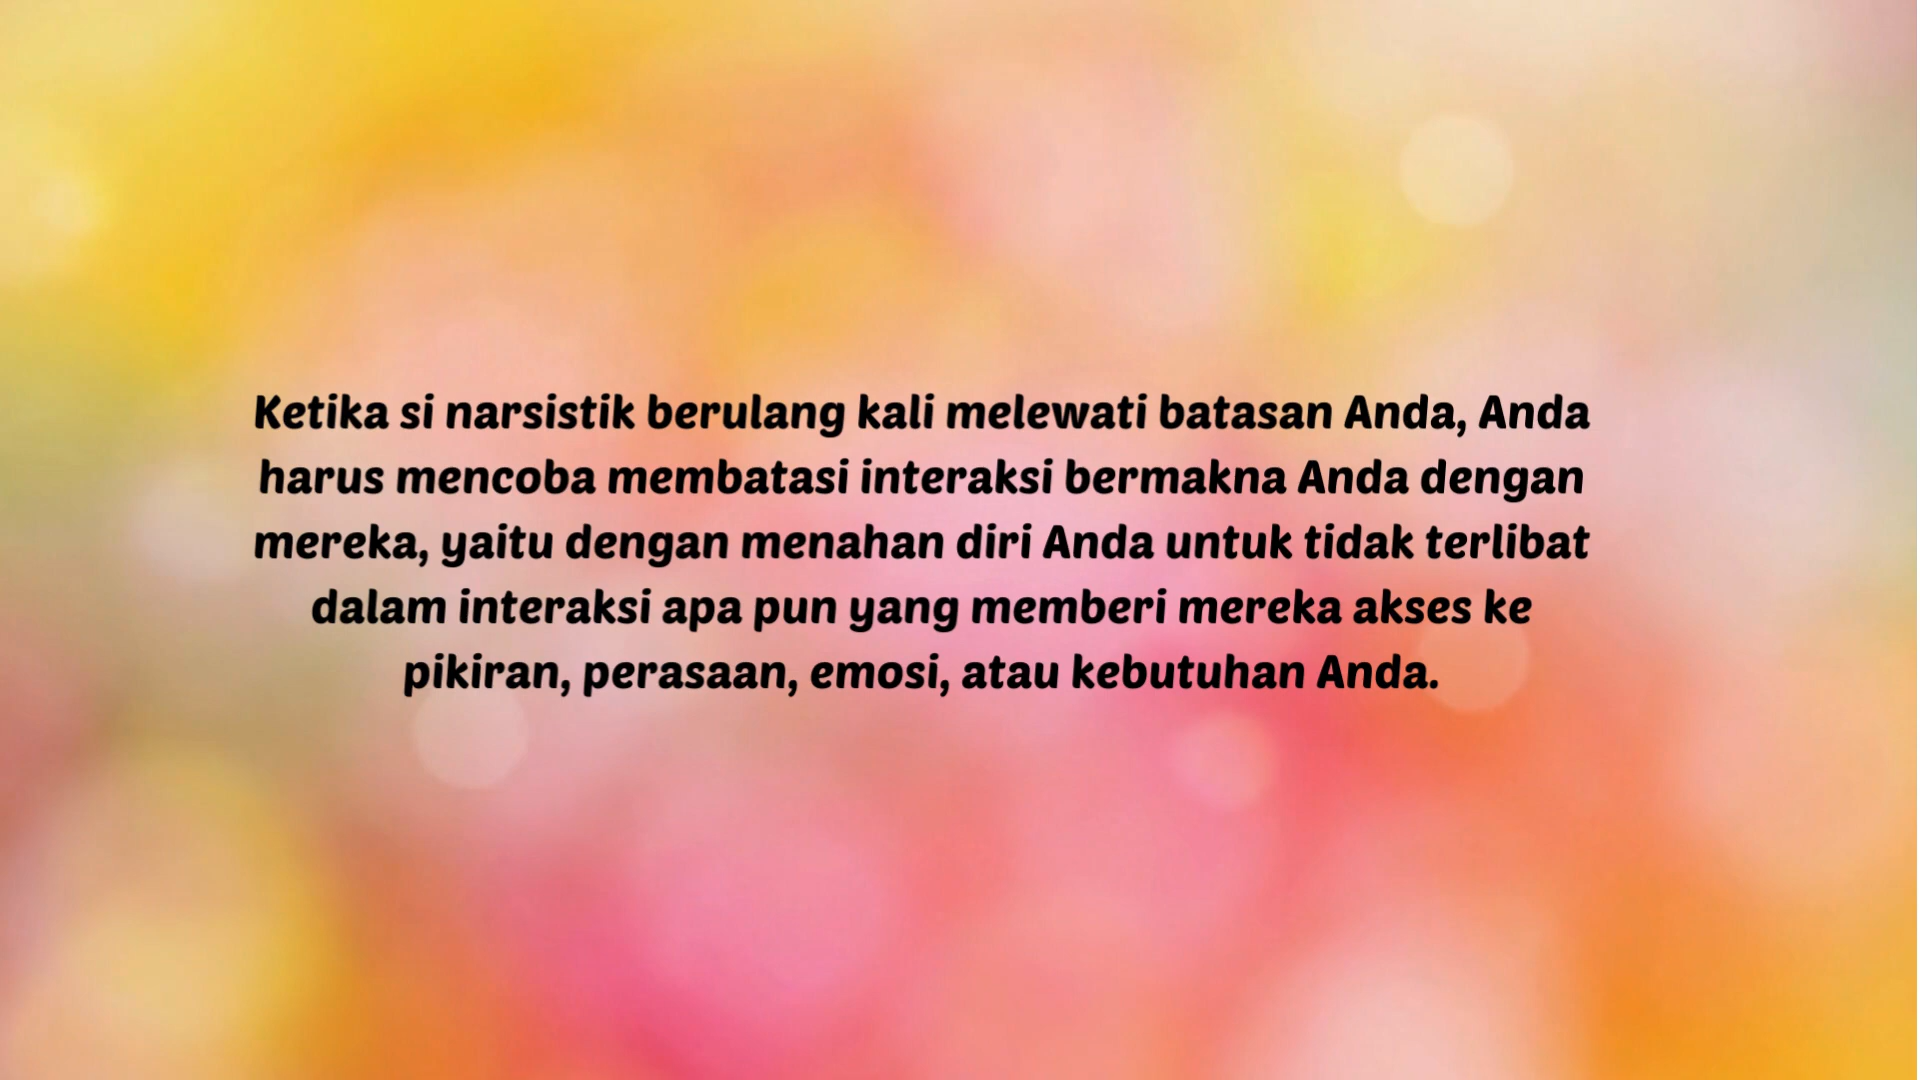 Ketika si narsistik berulang kali melewati batasan Anda, Anda
harus mencoba membatasi interaksi bermakna Anda dengan
mereka, yaitu dengan menahan diri Anda untuk tidak terlibat
dalam interaksi apa pun yang memberi mereka akses ke
pikiran, perasaan, emosi, atau kebutuhan Anda.